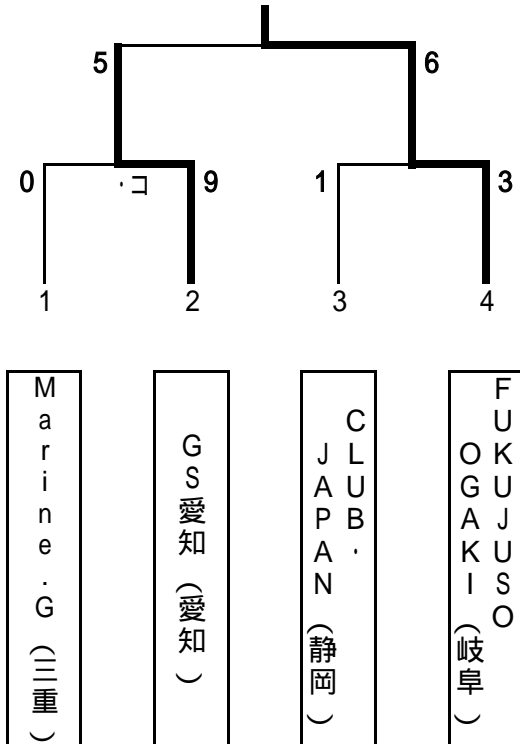 5 6
0 ・コ 9 1 3
1 2 3 4
Marine.G（三重）
GS愛知（愛知）
CLUB・
JAPAN（静岡）
FUKUJUSO
OGAKI（岐阜）